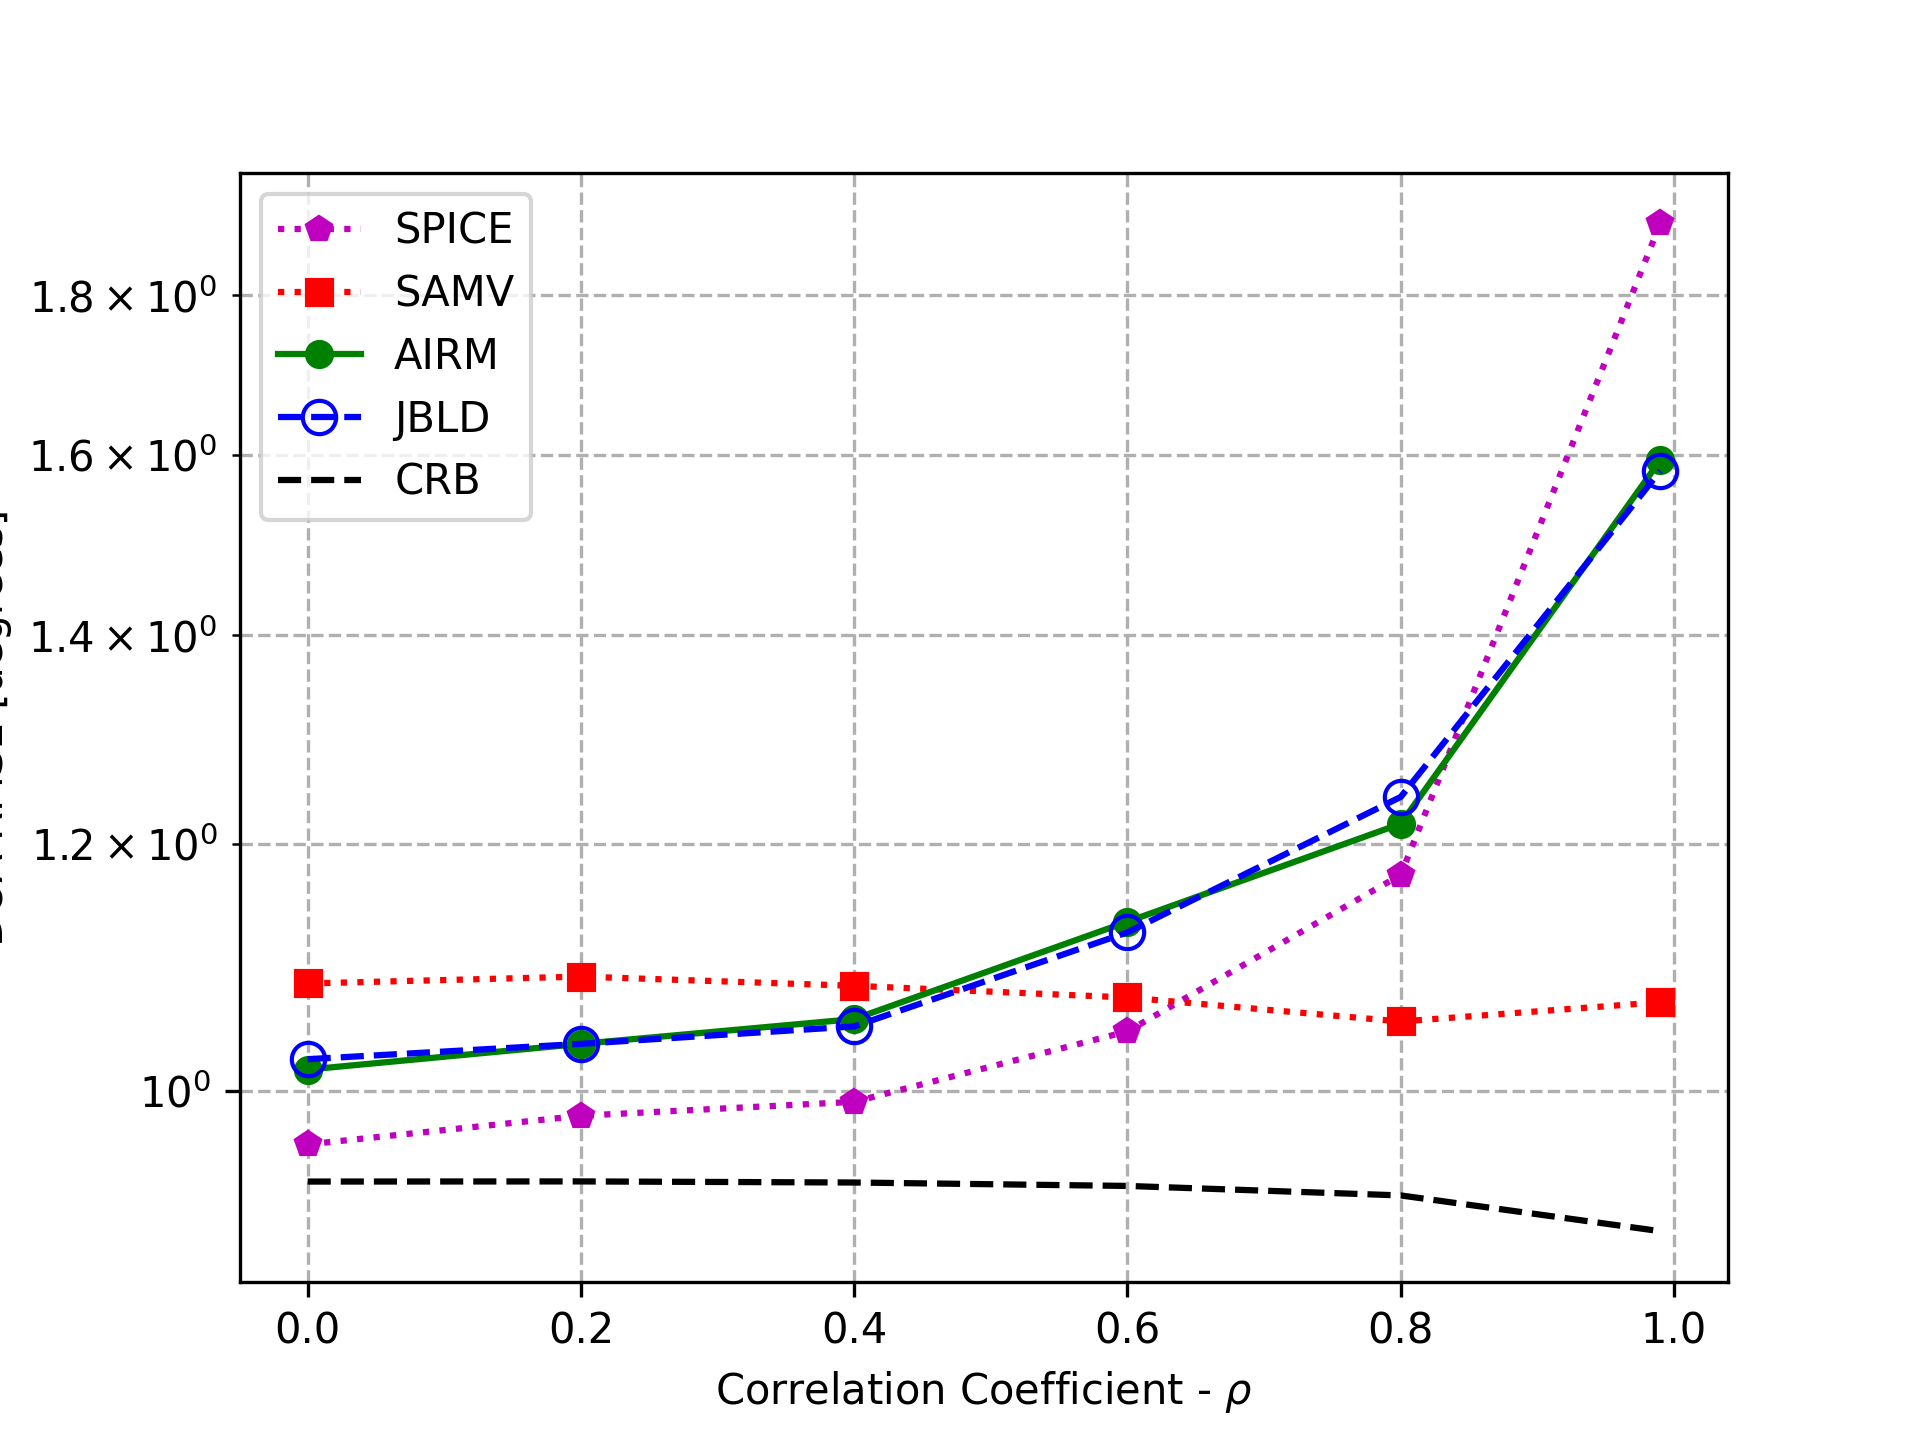 SPICE
SAMV
AIRM
JBLD
CRB
1.8 × 10⁰
1.6 × 10⁰
1.4 × 10⁰
1.2 × 10⁰
10⁰
0.0 0.2 0.4 0.6 0.8 1.0
Correlation Coefficient - ρ